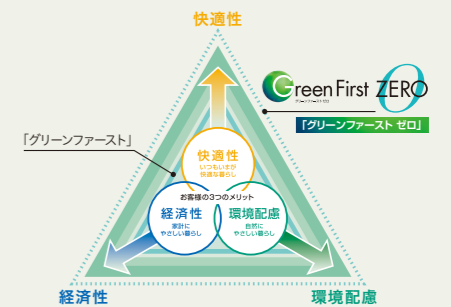 快適性
Green First ZERO
グリーンファースト ゼロ
「グリーンファースト ゼロ」
「グリーンファースト」
快適性
いつもいまが
快適な暮らし
お客様の3つのメリット
経済性
家計に
やさしい暮らし
環境配慮
自然に
やさしい暮らし
経済性
環境配慮